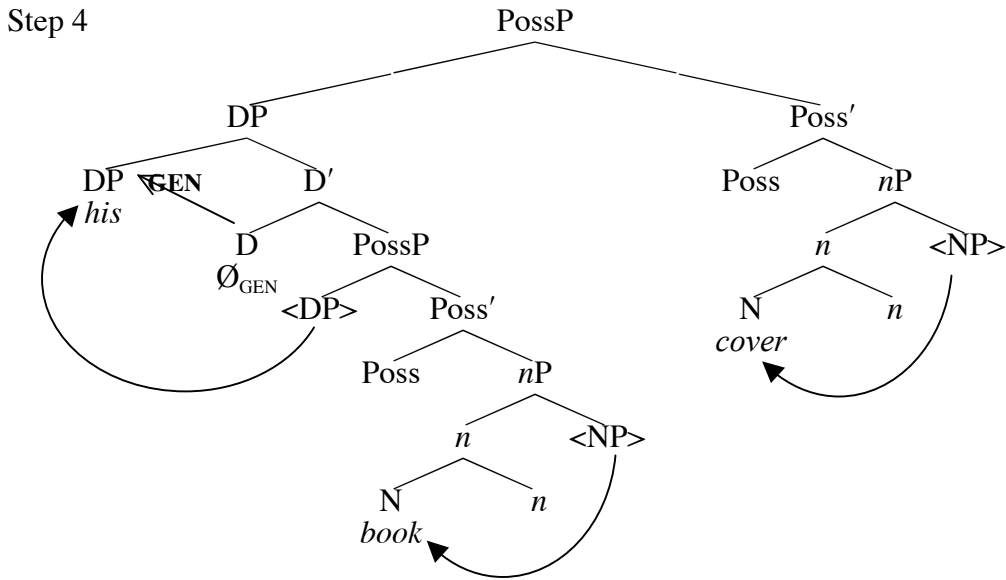 Step 4
PossP
DP Poss′
DP GEN D′ Poss nP
his
D PossP n <NP>
Ø_GEN
<DP> Poss′ N n
cover
Poss nP
n <NP>
N n
book